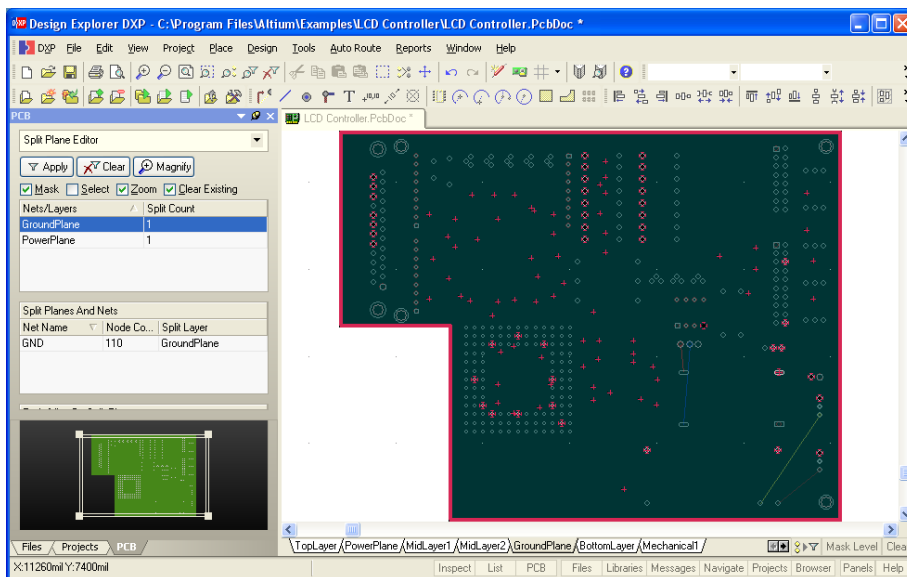 Design Explorer DXP - C:\Program Files\Altium\Examples\LCD Controller\LCD Controller.PcbDoc *
DXP File Edit View Project Place Design Tools Auto Route Reports Window Help
PCB
LCD Controller.PcbDoc *
Split Plane Editor
Apply Clear Magnify
Mask Select Zoom Clear Existing
Nets/Layers Split Count
GroundPlane 1
PowerPlane 1
Split Planes And Nets
Net Name Node Co... Split Layer
GND 110 GroundPlane
TopLayer PowerPlane MidLayer1 MidLayer2 GroundPlane BottomLayer Mechanical1 Mask Level Clea
Files Projects PCB
X:11260mil Y:7400mil Inspect List PCB Files Libraries Messages Navigate Projects Browser Panels Help